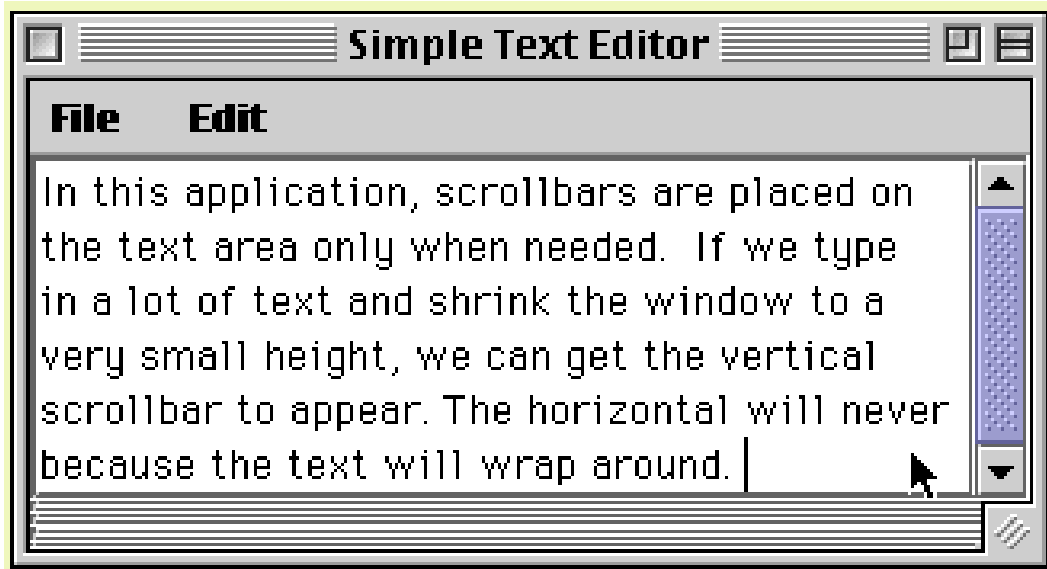 Simple Text Editor
File Edit
In this application, scrollbars are placed on
the text area only when needed.  If we type
in a lot of text and shrink the window to a
very small height, we can get the vertical
scrollbar to appear. The horizontal will never
because the text will wrap around.